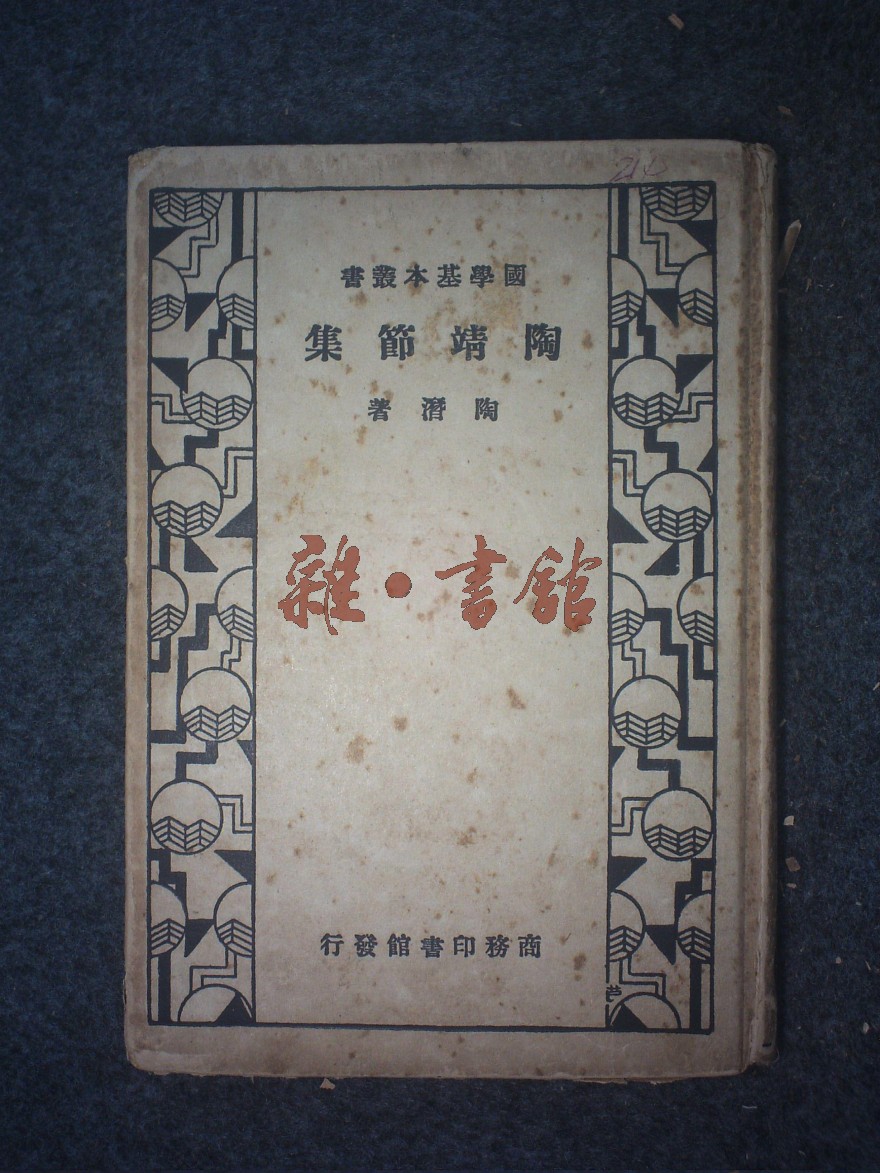 國學基本叢書
陶靖節集
陶潛著
雜·書館
商務印書館發行